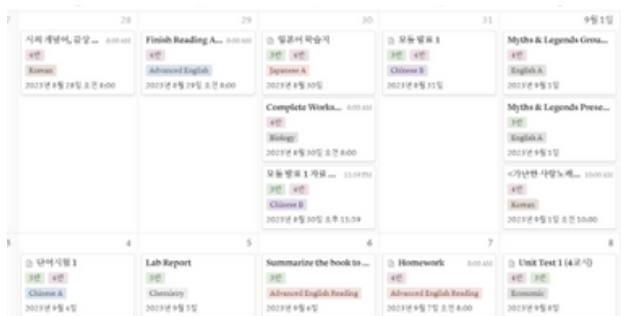 28
29
30
31
9월 1일
시의 개념어, 감상 ... 8:00 AM
4반
Korean
2023년 8월 28일 오전 8:00
Finish Reading A... 8:00 AM
4반
Advanced English
2023년 8월 29일 오전 8:00
일본어 학습지
3반 4반
Japanese A
2023년 8월 30일
모둠 발표 1
3반 4반
Chinese B
2023년 8월 31일
Myths & Legends Grou...
4반
English A
2023년 9월 1일
Complete Works... 8:00 AM
4반
Biology
2023년 8월 30일 오전 8:00
Myths & Legends Prese...
3반
English A
2023년 9월 1일
모둠 발표 1 자료 ... 11:59 PM
3반 4반
Chinese B
2023년 8월 30일 오후 11:59
<가난한 사랑노래... 10:00 AM
4반
Korean
2023년 9월 1일 오전 10:00
4
5
6
7
8
단어시험 1
3반 4반
Chinese A
2023년 9월 4일
Lab Report
3반
Chemistry
2023년 9월 5일
Summarize the book to...
3반
Advanced English Reading
2023년 9월 6일
Homework 8:00 AM
4반
Advanced English Reading
2023년 9월 7일 오전 8:00
Unit Test 1 (4교시)
4반 3반
Economic
2023년 9월 8일